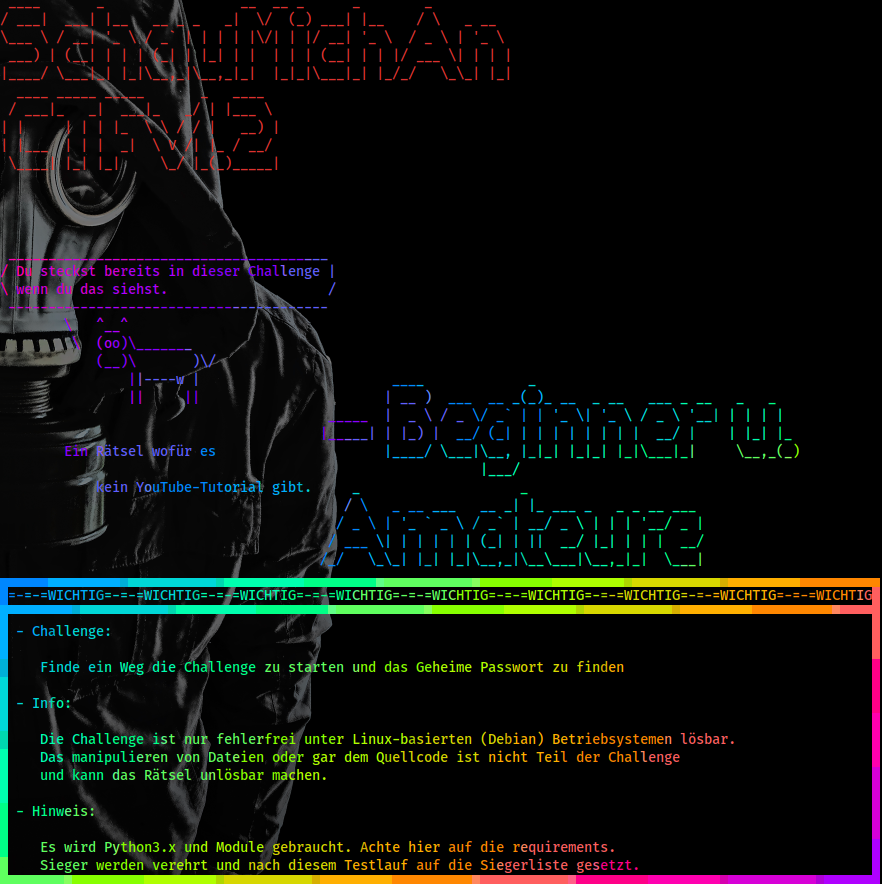 SchauMichAn
CTF V1.2
Du steckst bereits in dieser Challenge
wenn du das siehst.
- Beginner u.
Ein Rätsel wofür es
kein YouTube-Tutorial gibt.
Amateure
=-=-=WICHTIG=-=-=WICHTIG=-=-=WICHTIG=-=-=WICHTIG=-=-=WICHTIG=-=-=WICHTIG=-=-=WICHTIG=-=-=WICHTIG=-=-=WICHTIG
- Challenge:
Finde ein Weg die Challenge zu starten und das Geheime Passwort zu finden
- Info:
Die Challenge ist nur fehlerfrei unter Linux-basierten (Debian) Betriebsystemen lösbar.
Das manipulieren von Dateien oder gar dem Quellcode ist nicht Teil der Challenge
und kann das Rätsel unlösbar machen.
- Hinweis:
Es wird Python3.x und Module gebraucht. Achte hier auf die requirements.
Sieger werden verehrt und nach diesem Testlauf auf die Siegerliste gesetzt.